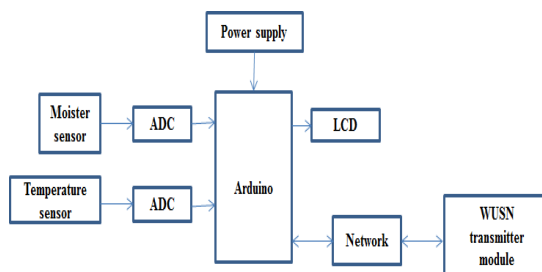 Power supply
Moister
sensor
ADC
LCD
Arduino
Temperature
sensor
ADC
Network
WUSN
transmitter
module